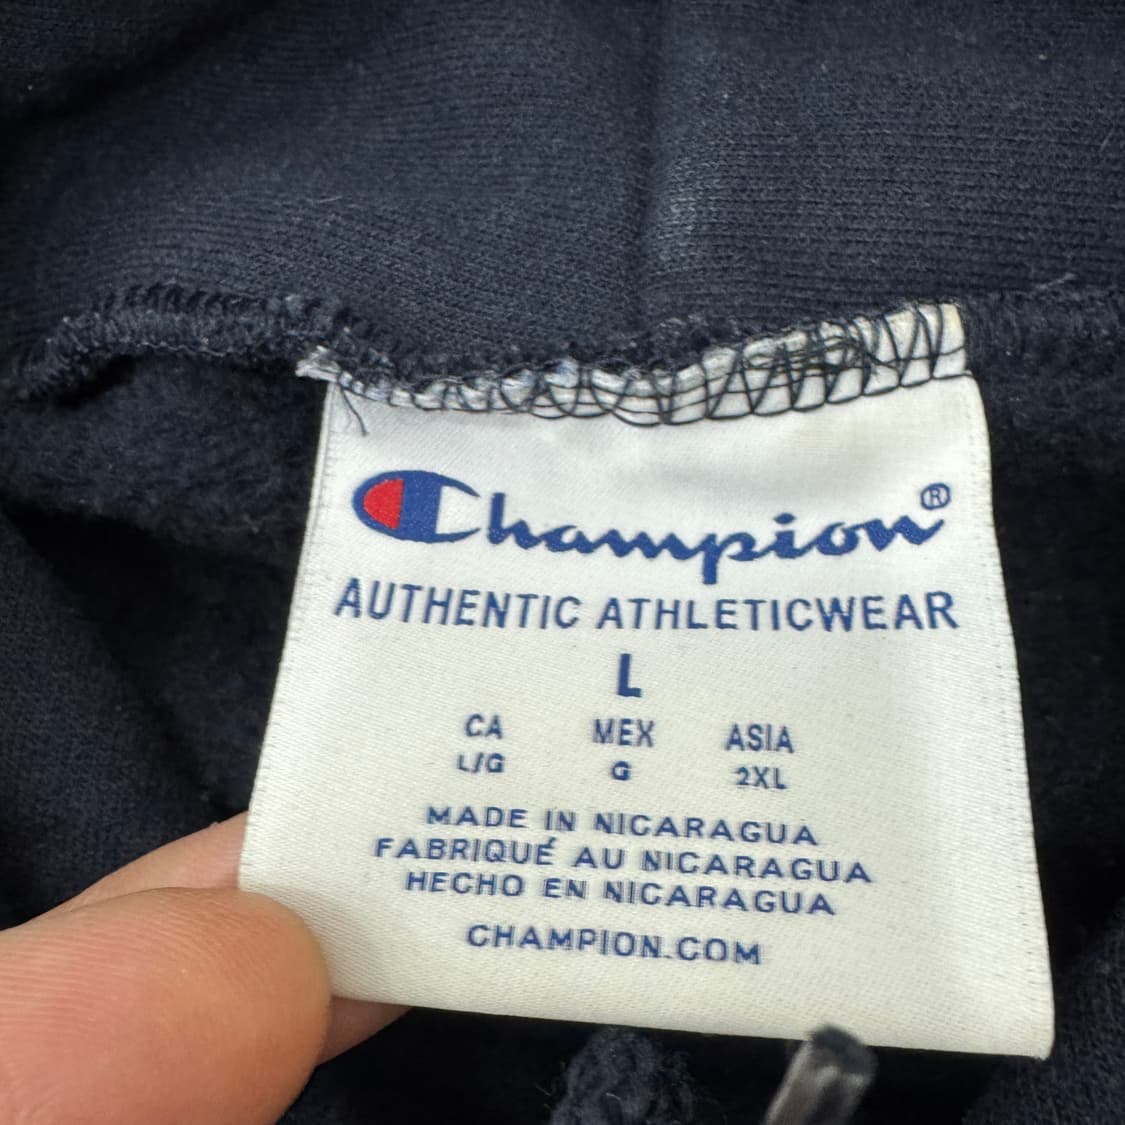 Champion®
AUTHENTIC ATHLETICWEAR
L
CA MEX ASIA
L/G G 2XL
MADE IN NICARAGUA
FABRIQUÉ AU NICARAGUA
HECHO EN NICARAGUA
CHAMPION.COM